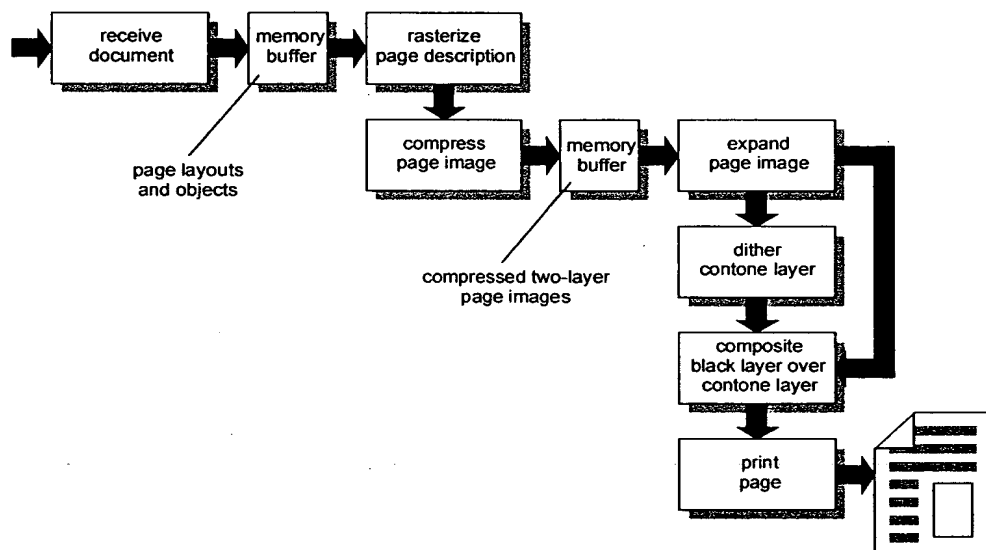 receive
document
memory
buffer
rasterize
page description
compress
page image
memory
buffer
expand
page image
page layouts
and objects
dither
contone layer
compressed two-layer
page images
composite
black layer over
contone layer
print
page